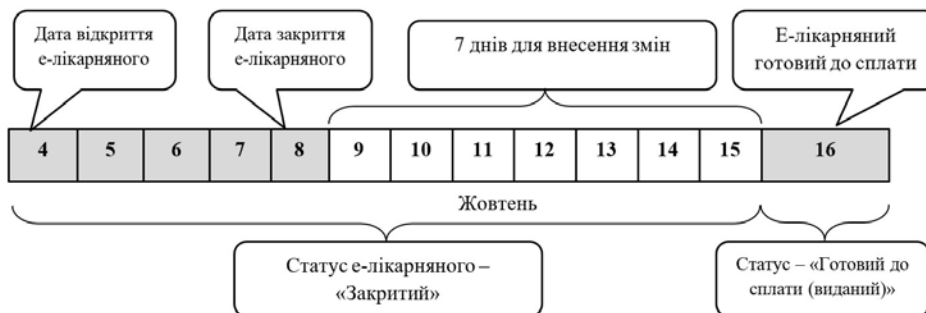 Дата відкриття
е-лікарняного
Дата закриття
е-лікарняного
7 днів для внесення змін
Е-лікарняний
готовий до сплати
4 5 6 7 8 9 10 11 12 13 14 15 16
Жовтень
Статус е-лікарняного –
«Закритий»
Статус – «Готовий до
сплати (виданий)»